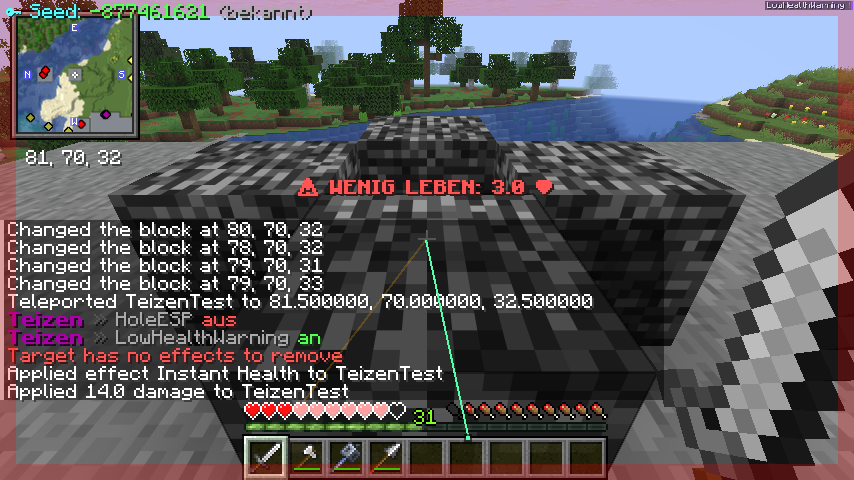 Seed: -877461621 (bekannt)
LowHealthWarning
E
N
S
W
81, 70, 32
⚠ WENIG LEBEN: 3.0 ❤
Changed the block at 80, 70, 32
Changed the block at 78, 70, 32
Changed the block at 79, 70, 31
Changed the block at 79, 70, 33
Teleported TeizenTest to 81.500000, 70.000000, 32.500000
Teizen » HoleESP aus
Teizen » LowHealthWarning an
Target has no effects to remove
Applied effect Instant Health to TeizenTest
Applied 14.0 damage to TeizenTest
31